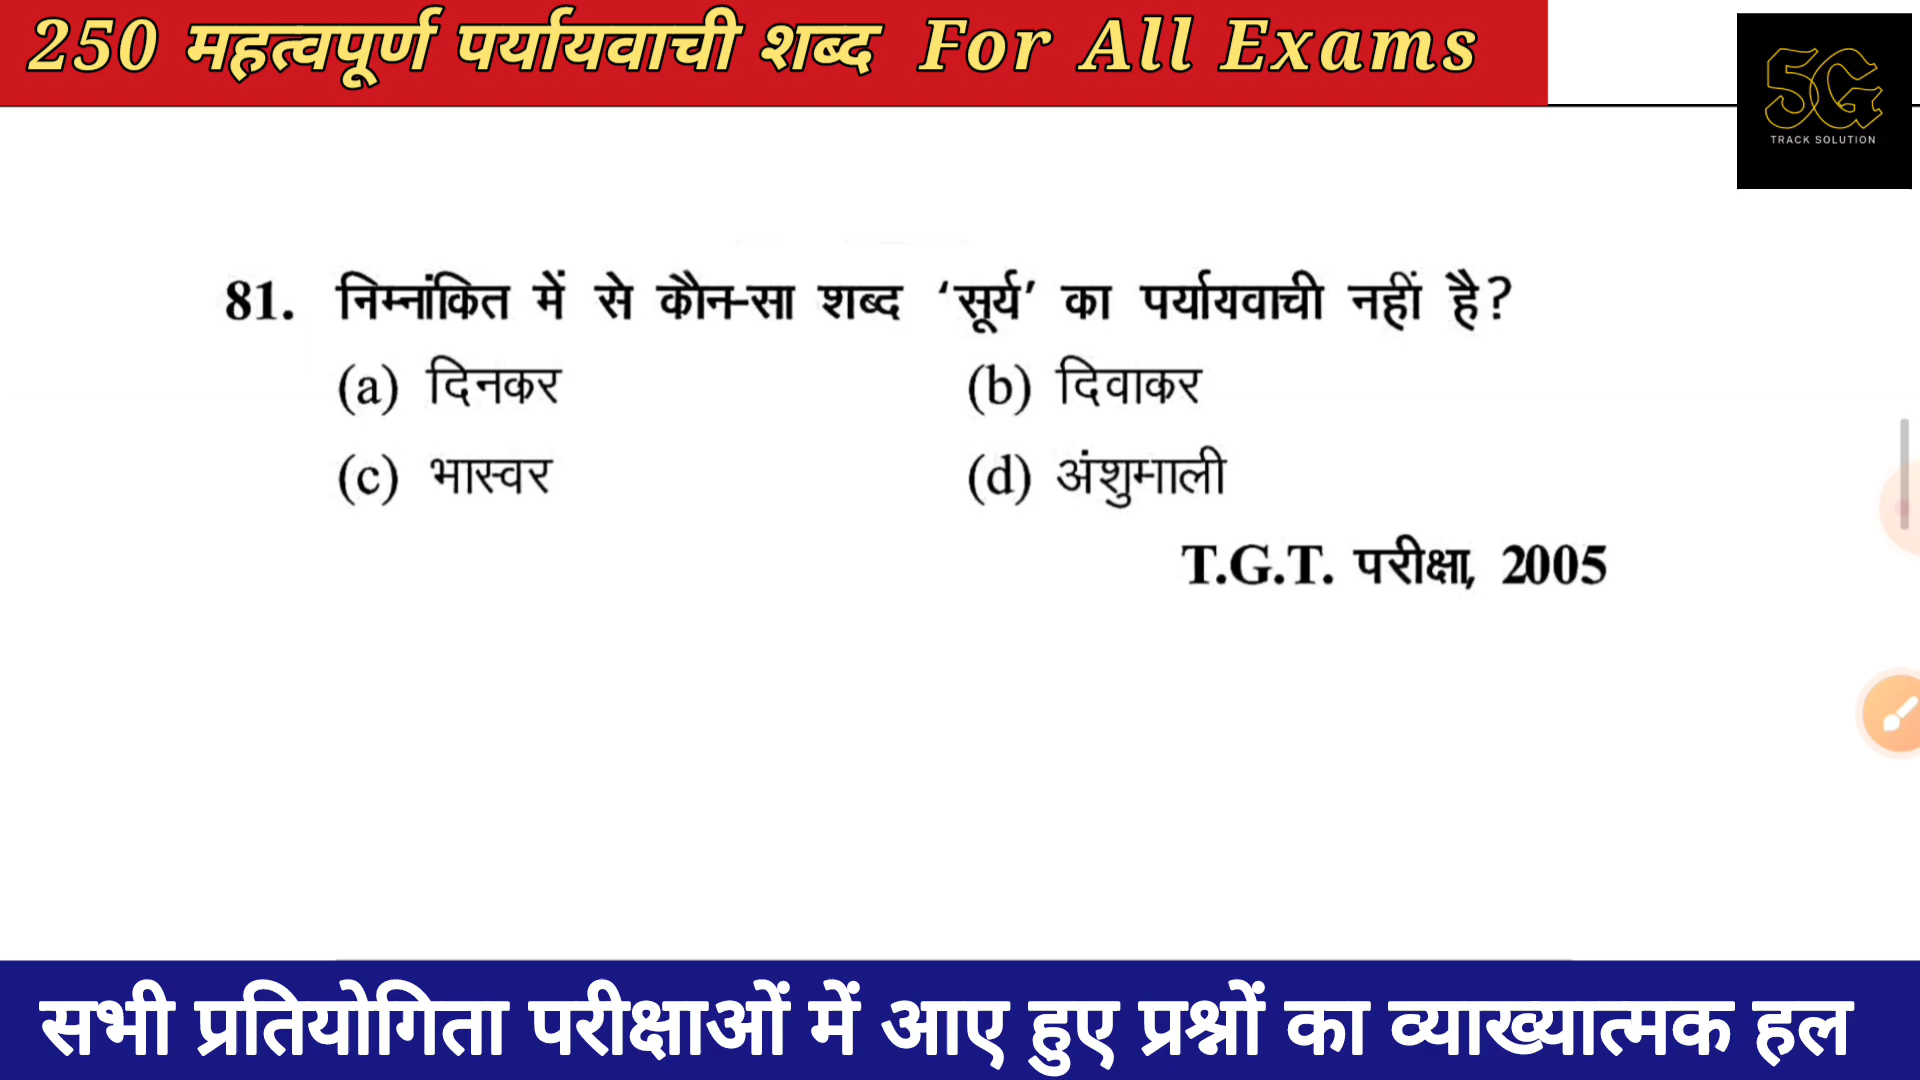 250 महत्वपूर्ण पर्यायवाची शब्द For All Exams
5G
TRACK SOLUTION
81. निम्नांकित में से कौन-सा शब्द ‘सूर्य’ का पर्यायवाची नहीं है?
(a) दिनकर (b) दिवाकर
(c) भास्वर (d) अंशुमाली
T.G.T. परीक्षा, 2005
सभी प्रतियोगिता परीक्षाओं में आए हुए प्रश्नों का व्याख्यात्मक हल